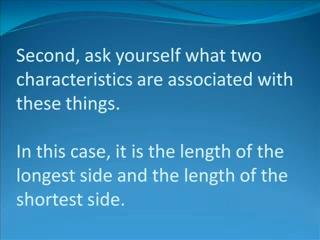 Second, ask yourself what two
characteristics are associated with
these things.
In this case, it is the length of the
longest side and the length of the
shortest side.